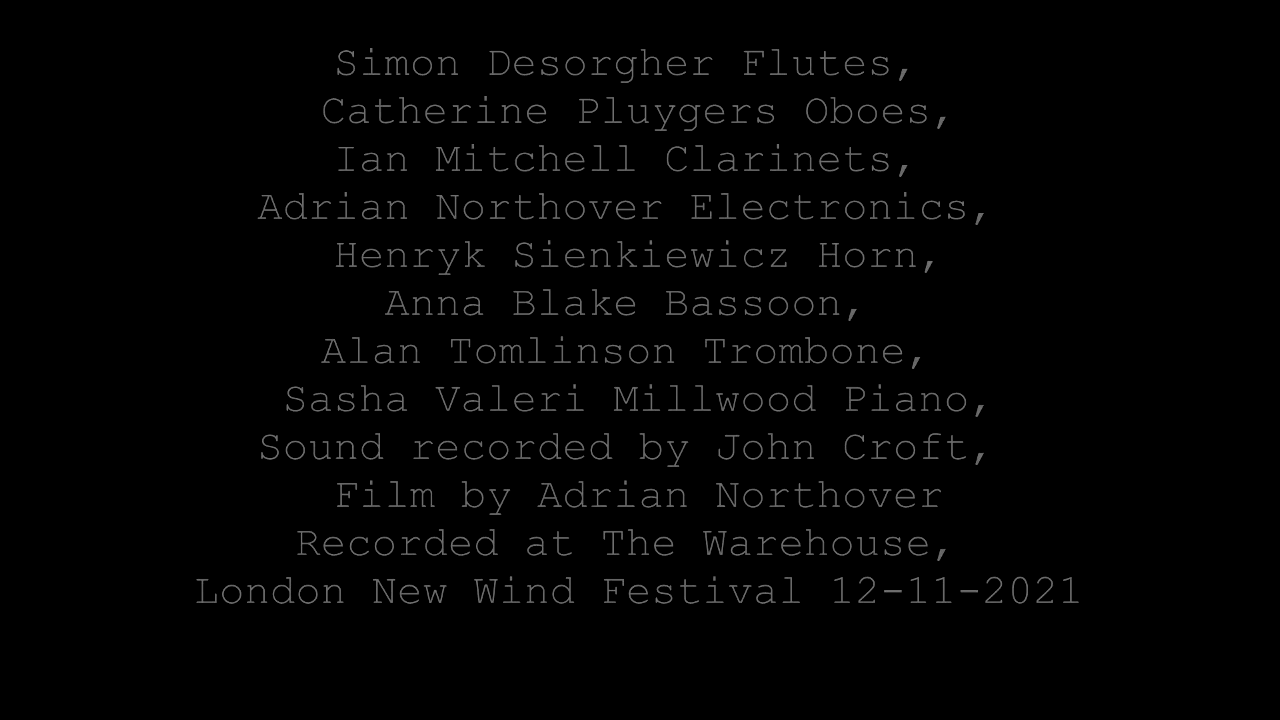 Simon Desorgher Flutes,
Catherine Pluygers Oboes,
Ian Mitchell Clarinets,
Adrian Northover Electronics,
Henryk Sienkiewicz Horn,
Anna Blake Bassoon,
Alan Tomlinson Trombone,
Sasha Valeri Millwood Piano,
Sound recorded by John Croft,
Film by Adrian Northover
Recorded at The Warehouse,
London New Wind Festival 12-11-2021